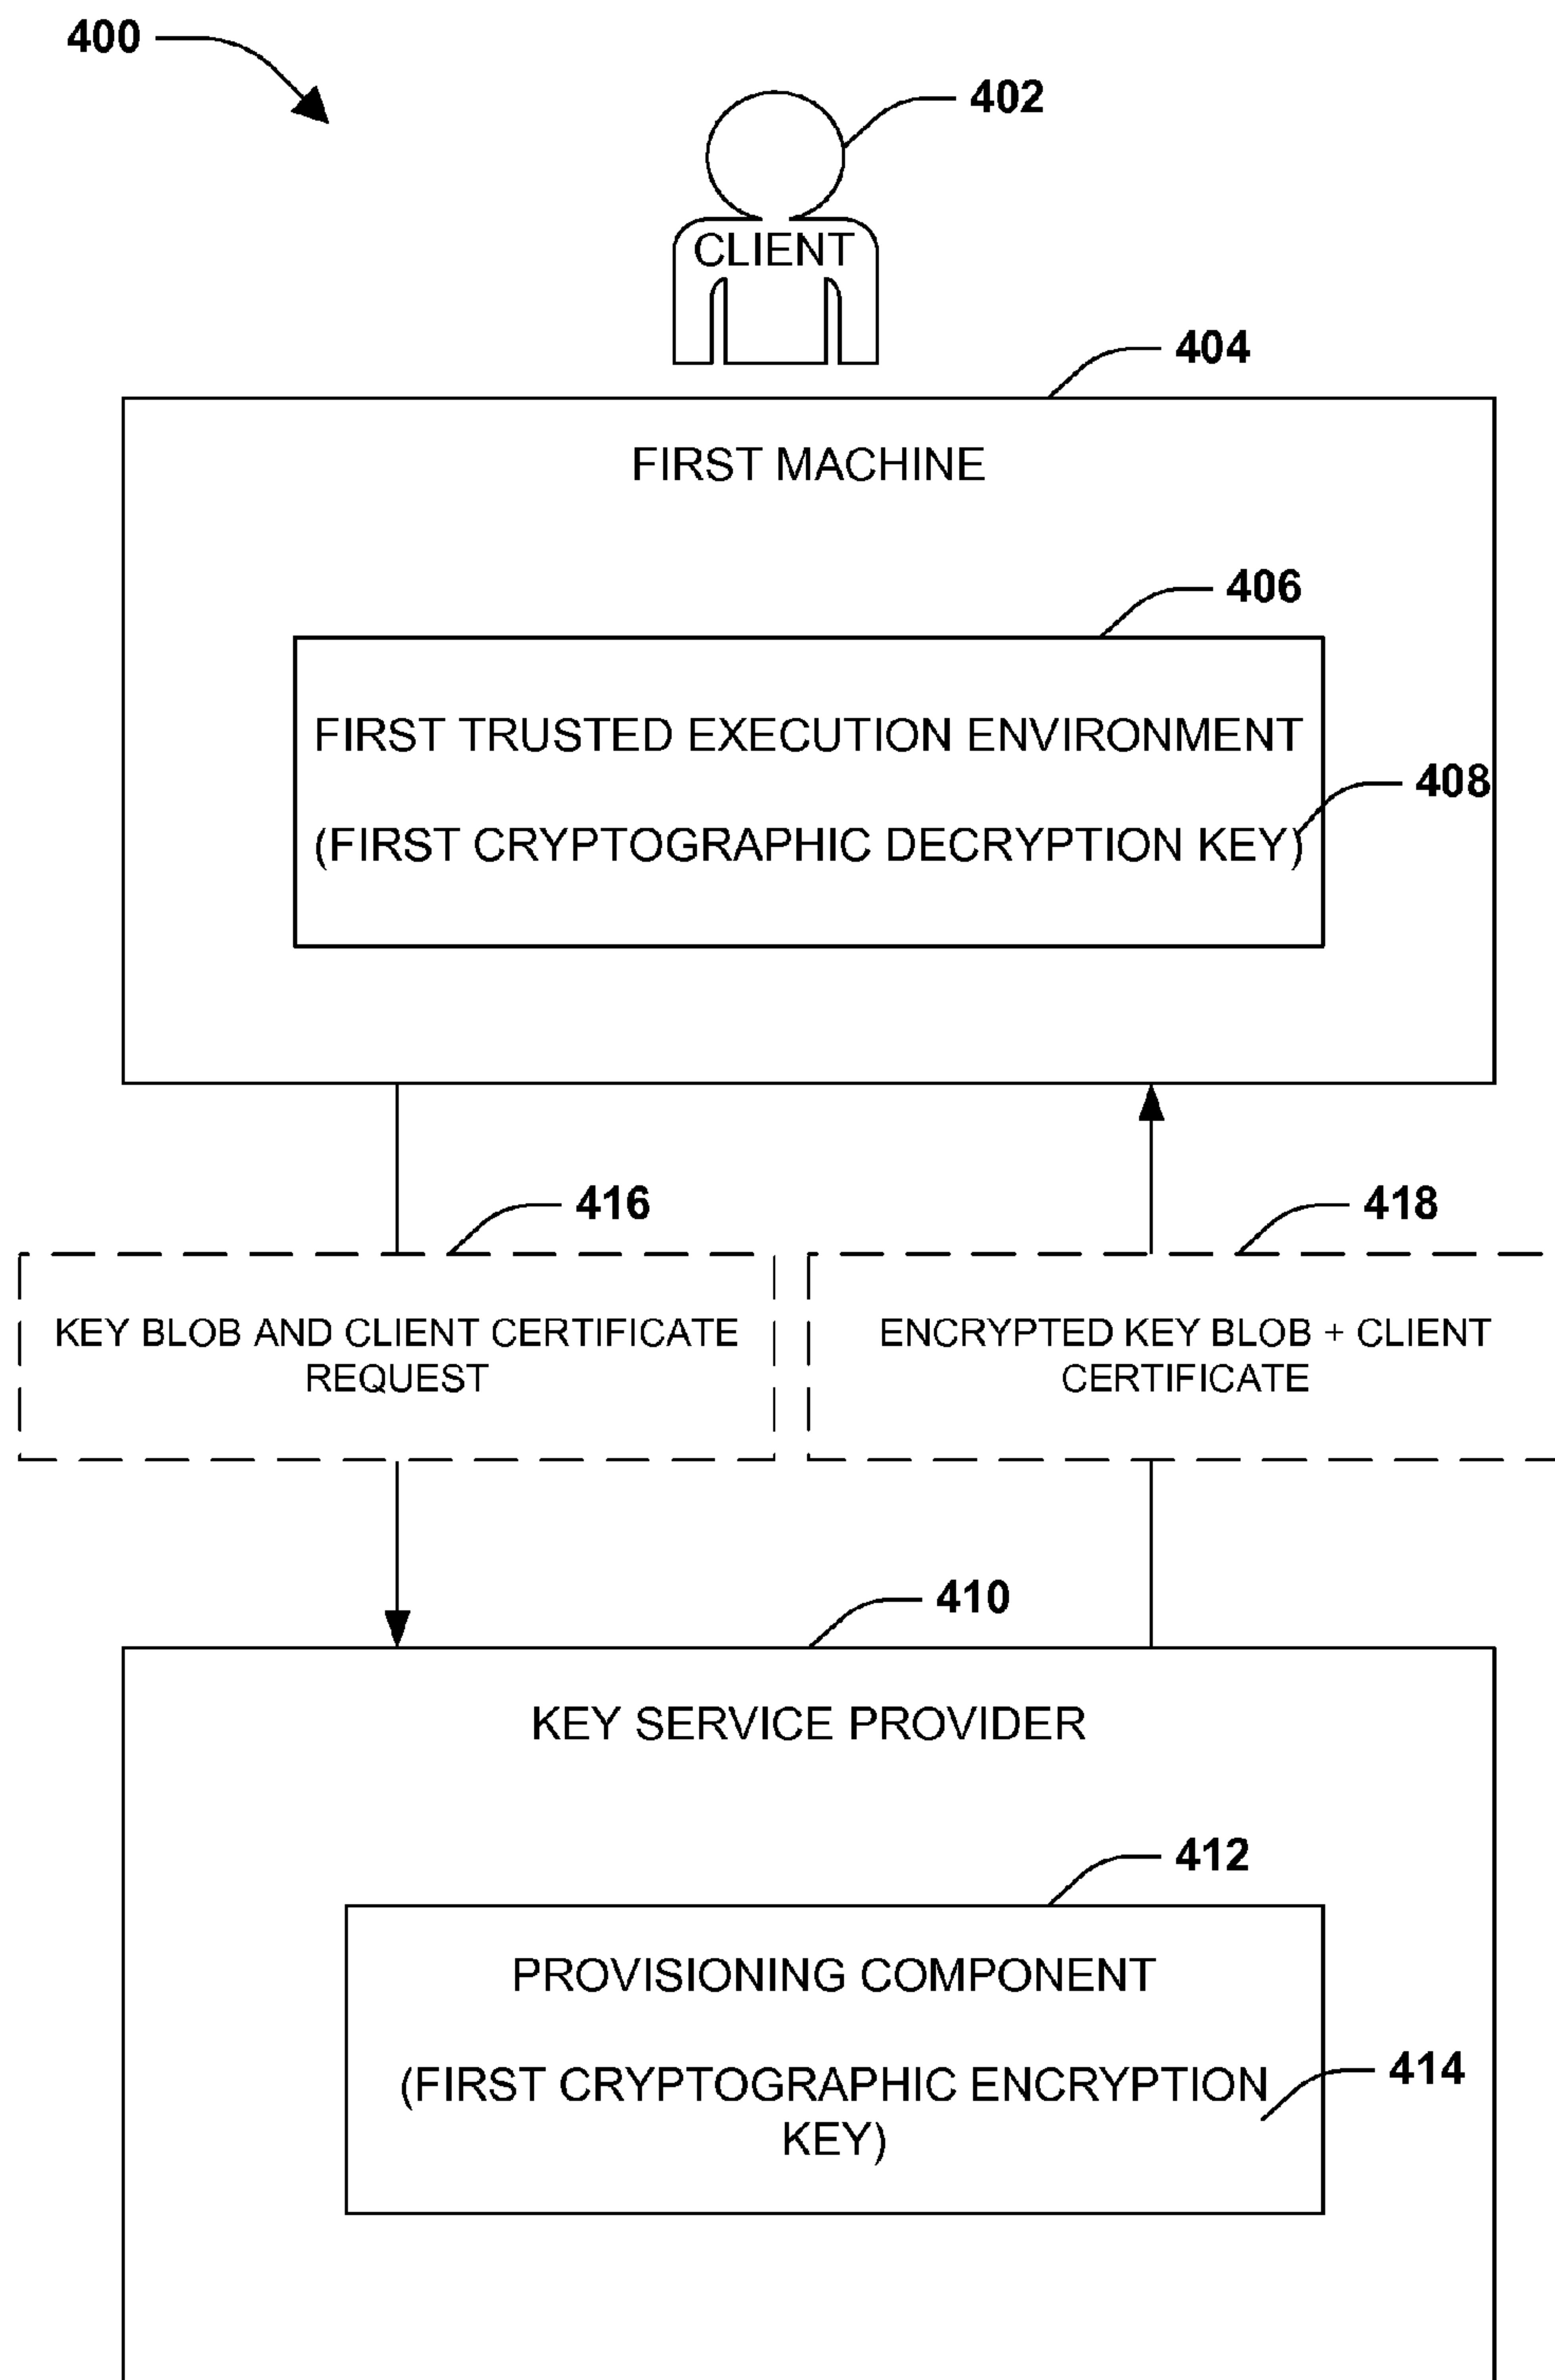 400
402
CLIENT
404
FIRST MACHINE
406
FIRST TRUSTED EXECUTION ENVIRONMENT
408
(FIRST CRYPTOGRAPHIC DECRYPTION KEY)
416
418
KEY BLOB AND CLIENT CERTIFICATE
REQUEST
ENCRYPTED KEY BLOB + CLIENT
CERTIFICATE
410
KEY SERVICE PROVIDER
412
PROVISIONING COMPONENT
414
(FIRST CRYPTOGRAPHIC ENCRYPTION
KEY)